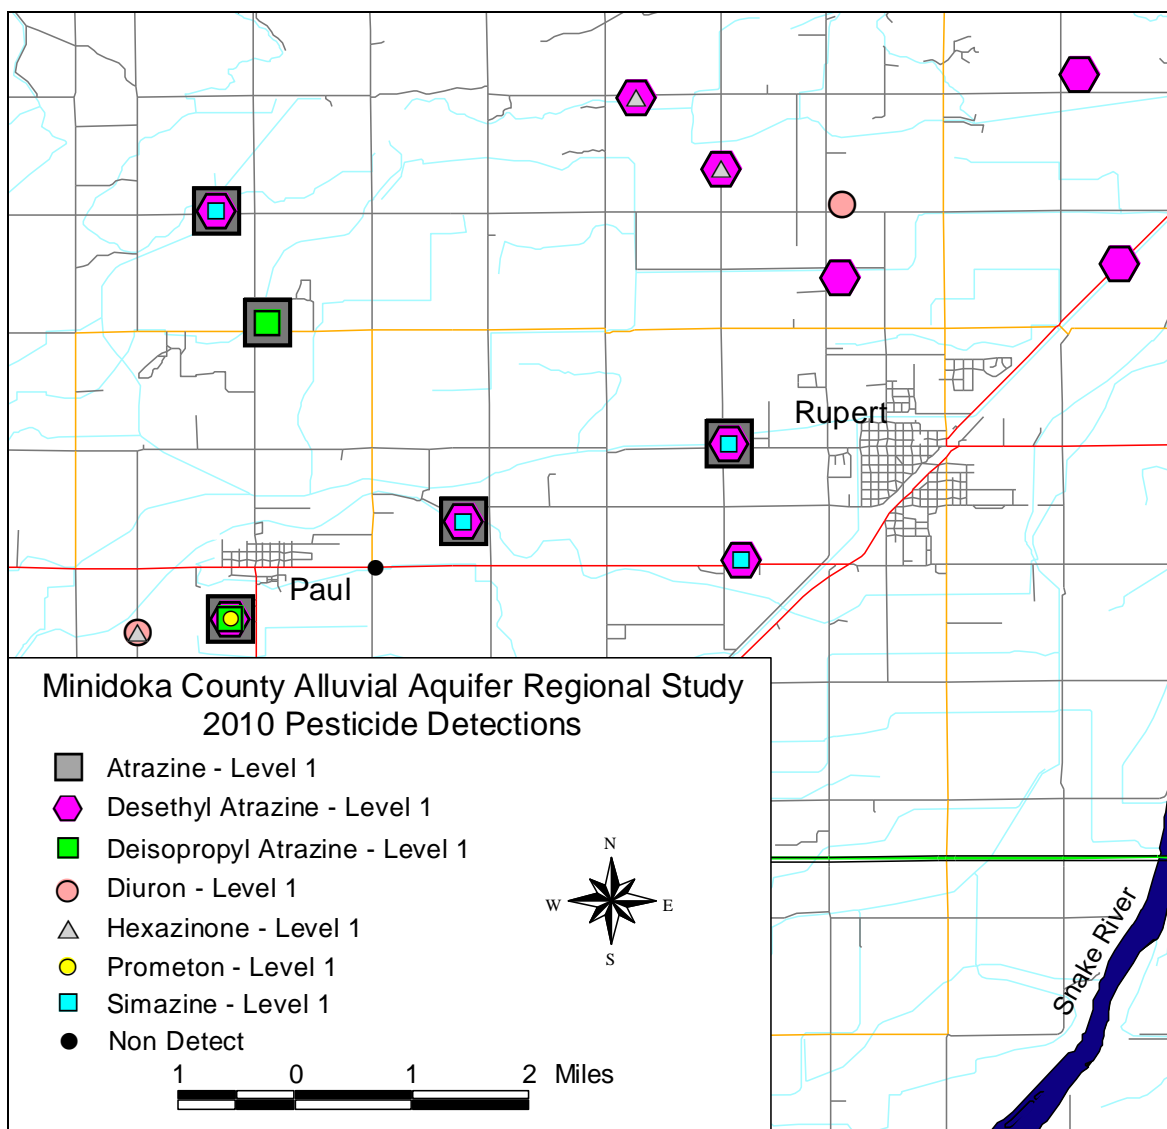 Rupert
Paul
Minidoka County Alluvial Aquifer Regional Study
2010 Pesticide Detections
Atrazine - Level 1
Desethyl Atrazine - Level 1
Deisopropyl Atrazine - Level 1
Diuron - Level 1
Hexazinone - Level 1
Prometon - Level 1
Simazine - Level 1
Non Detect
N
W E
S
1 0 1 2 Miles
Snake River